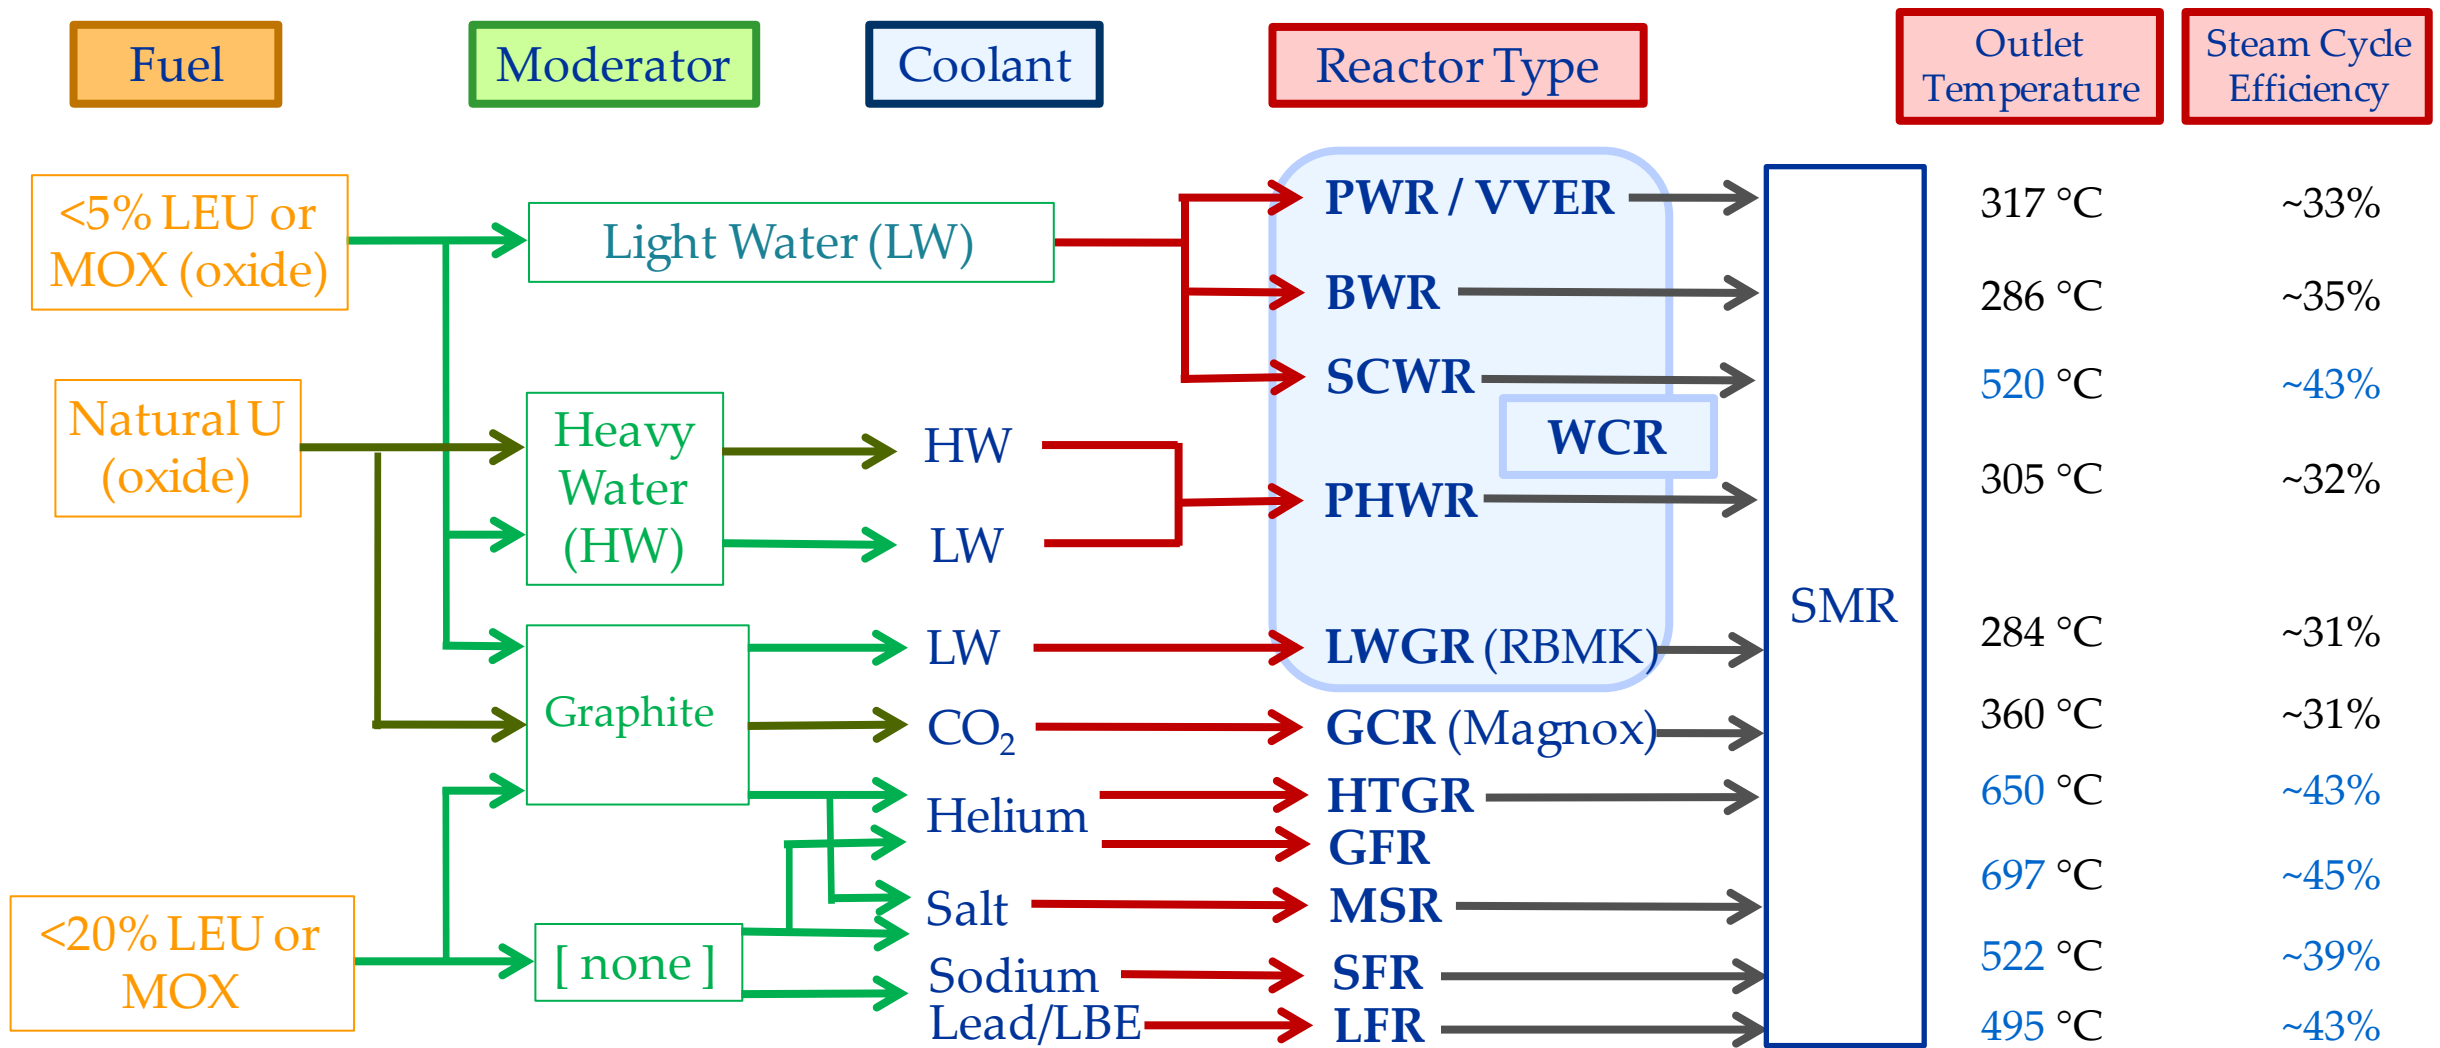 Fuel
Moderator
Coolant
Reactor Type
Outlet
Temperature
Steam Cycle
Efficiency
<5% LEU or
MOX (oxide)
Light Water (LW)
PWR / VVER
317 °C
~33%
BWR
286 °C
~35%
SCWR
520 °C
~43%
Natural U
(oxide)
Heavy
Water
(HW)
HW
LW
WCR
PHWR
305 °C
~32%
SMR
Graphite
LW
LWGR (RBMK)
284 °C
~31%
CO₂
GCR (Magnox)
360 °C
~31%
Helium
HTGR
650 °C
~43%
GFR
<20% LEU or
MOX
[ none ]
Salt
MSR
697 °C
~45%
Sodium
SFR
522 °C
~39%
Lead/LBE
LFR
495 °C
~43%